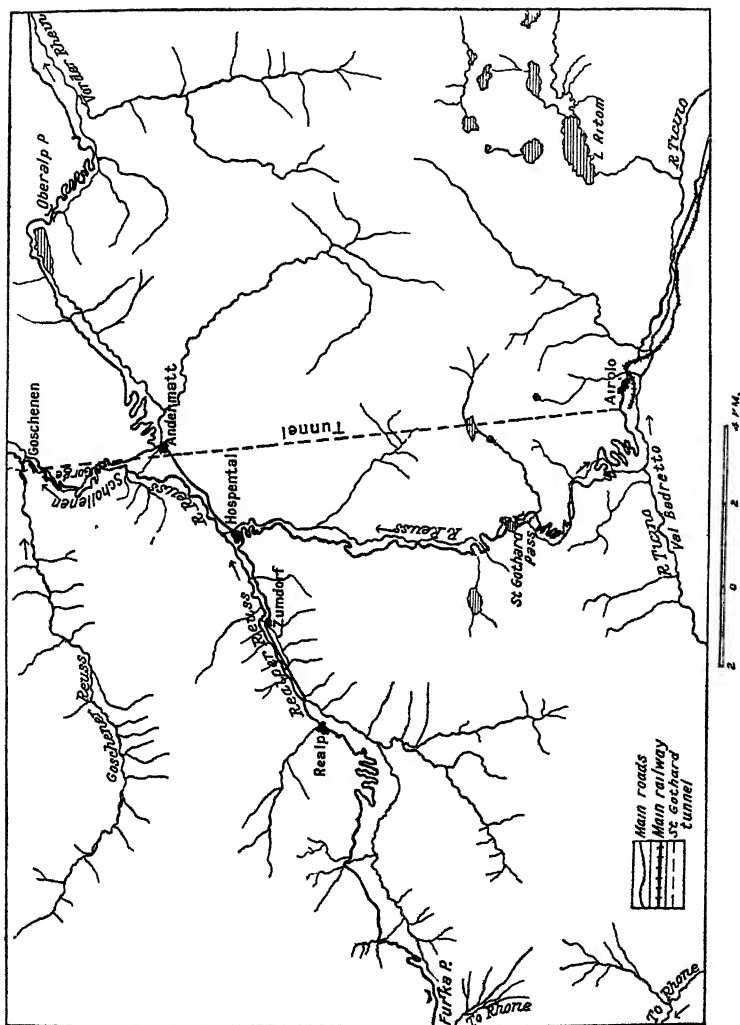 Vorder Rhein
Oberalp P
Goschenen
Schollenen
Gorge
Andermatt
R. Reuss
Goschener Reuss
Hospental
Tunnel
Zumdorf
Realper Reuss
Realp
R. Reuss
St Gothard
Pass
L Ritom
R Ticino
Airolo
R Ticino
Val Bedretto
Furka P.
To Rhone
To Rhone
Main roads
Main railway
St Gothard
tunnel
2 0 2 4 K.M.